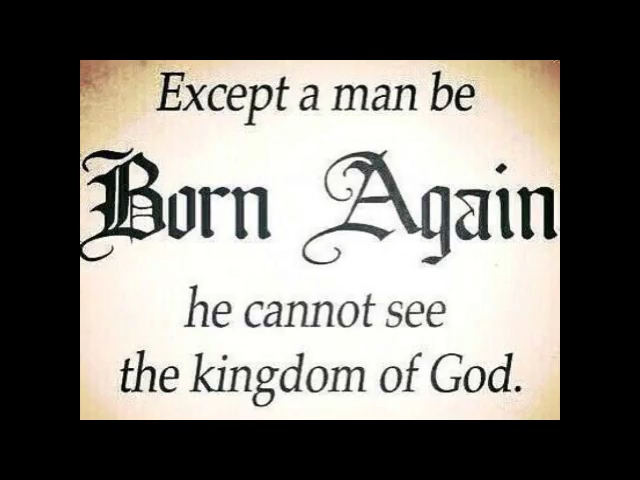 Except a man be
Born Again
he cannot see
the kingdom of God.